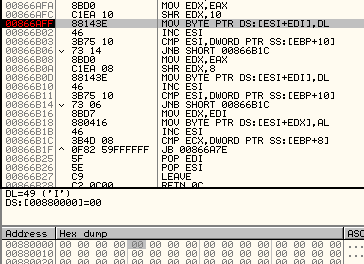 00866AFA 8BD0 MOV EDX,EAX
00866AFC C1EA 10 SHR EDX,10
00866AFF 88143E MOV BYTE PTR DS:[ESI+EDI],DL
00866B02 46 INC ESI
00866B03 3B75 10 CMP ESI,DWORD PTR SS:[EBP+10]
00866B06 73 14 JNB SHORT 00866B1C
00866B08 8BD0 MOV EDX,EAX
00866B0A C1EA 08 SHR EDX,8
00866B0D 88143E MOV BYTE PTR DS:[ESI+EDI],DL
00866B10 46 INC ESI
00866B11 3B75 10 CMP ESI,DWORD PTR SS:[EBP+10]
00866B14 73 06 JNB SHORT 00866B1C
00866B16 8BD7 MOV EDX,EDI
00866B18 880416 MOV BYTE PTR DS:[ESI+EDX],AL
00866B1B 46 INC ESI
00866B1C 3B4D 08 CMP ECX,DWORD PTR SS:[EBP+8]
00866B1F 0F82 59FFFFFF JB 00866A7E
00866B25 5F POP EDI
00866B26 5E POP ESI
00866B27 C9 LEAVE
00866B28 C2 0C00 RETN 0C
DL=49 ('I')
DS:[00880000]=00
Address Hex dump ASC
00880000 00 00 00 00 00 00 00 00 00 00 00 00 00 00 00 00 ...
00880010 00 00 00 00 00 00 00 00 00 00 00 00 00 00 00 00 ...